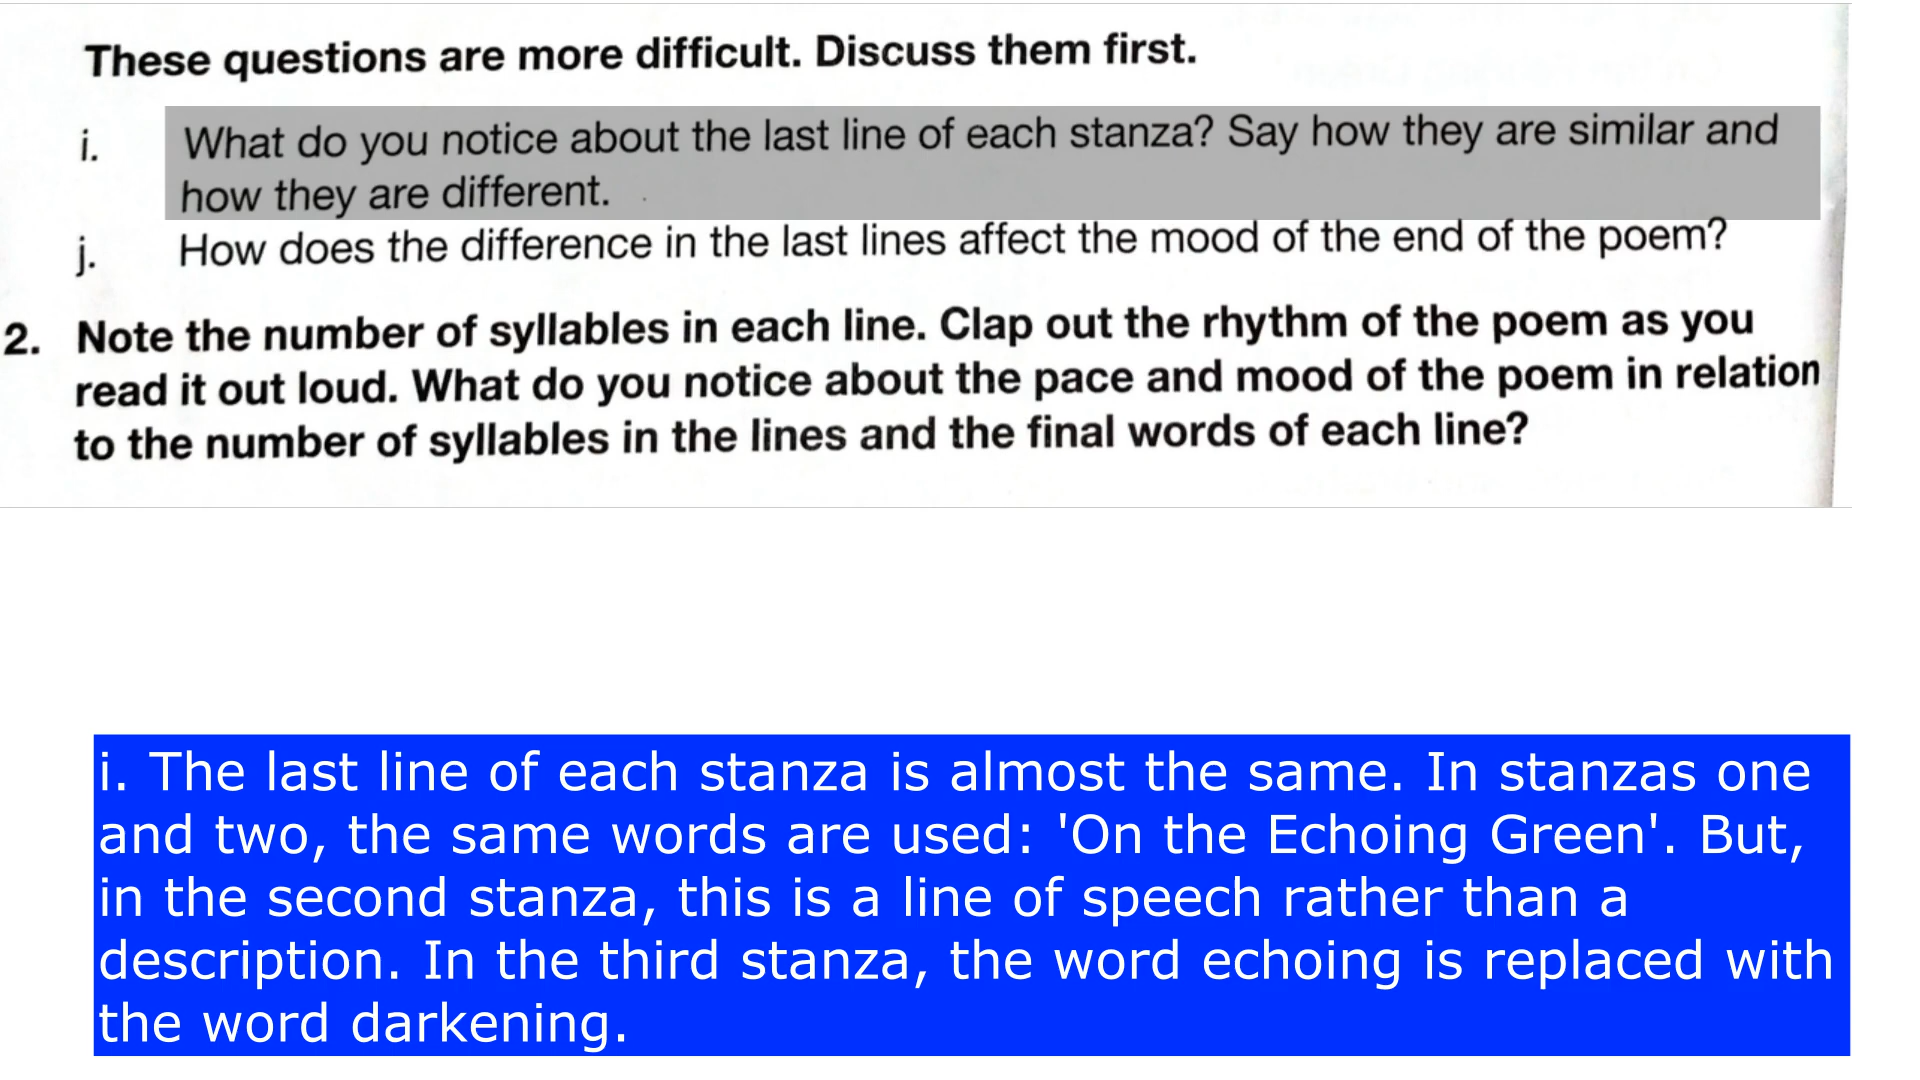 These questions are more difficult. Discuss them first.
i. What do you notice about the last line of each stanza? Say how they are similar and
how they are different.
j. How does the difference in the last lines affect the mood of the end of the poem?
2. Note the number of syllables in each line. Clap out the rhythm of the poem as you
read it out loud. What do you notice about the pace and mood of the poem in relation
to the number of syllables in the lines and the final words of each line?
i. The last line of each stanza is almost the same. In stanzas one
and two, the same words are used: 'On the Echoing Green'. But,
in the second stanza, this is a line of speech rather than a
description. In the third stanza, the word echoing is replaced with
the word darkening.